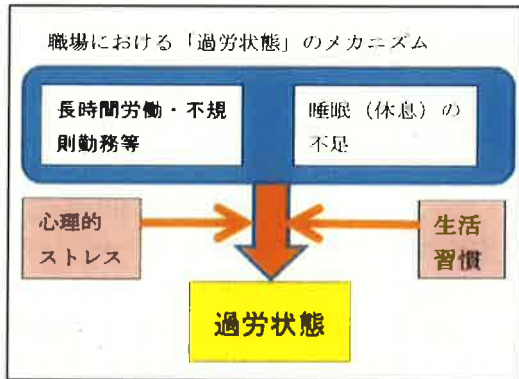 職場における「過労状態」のメカニズム
長時間労働・不規
則勤務等
睡眠（休息）の
不足
心理的
ストレス
生活
習慣
過労状態